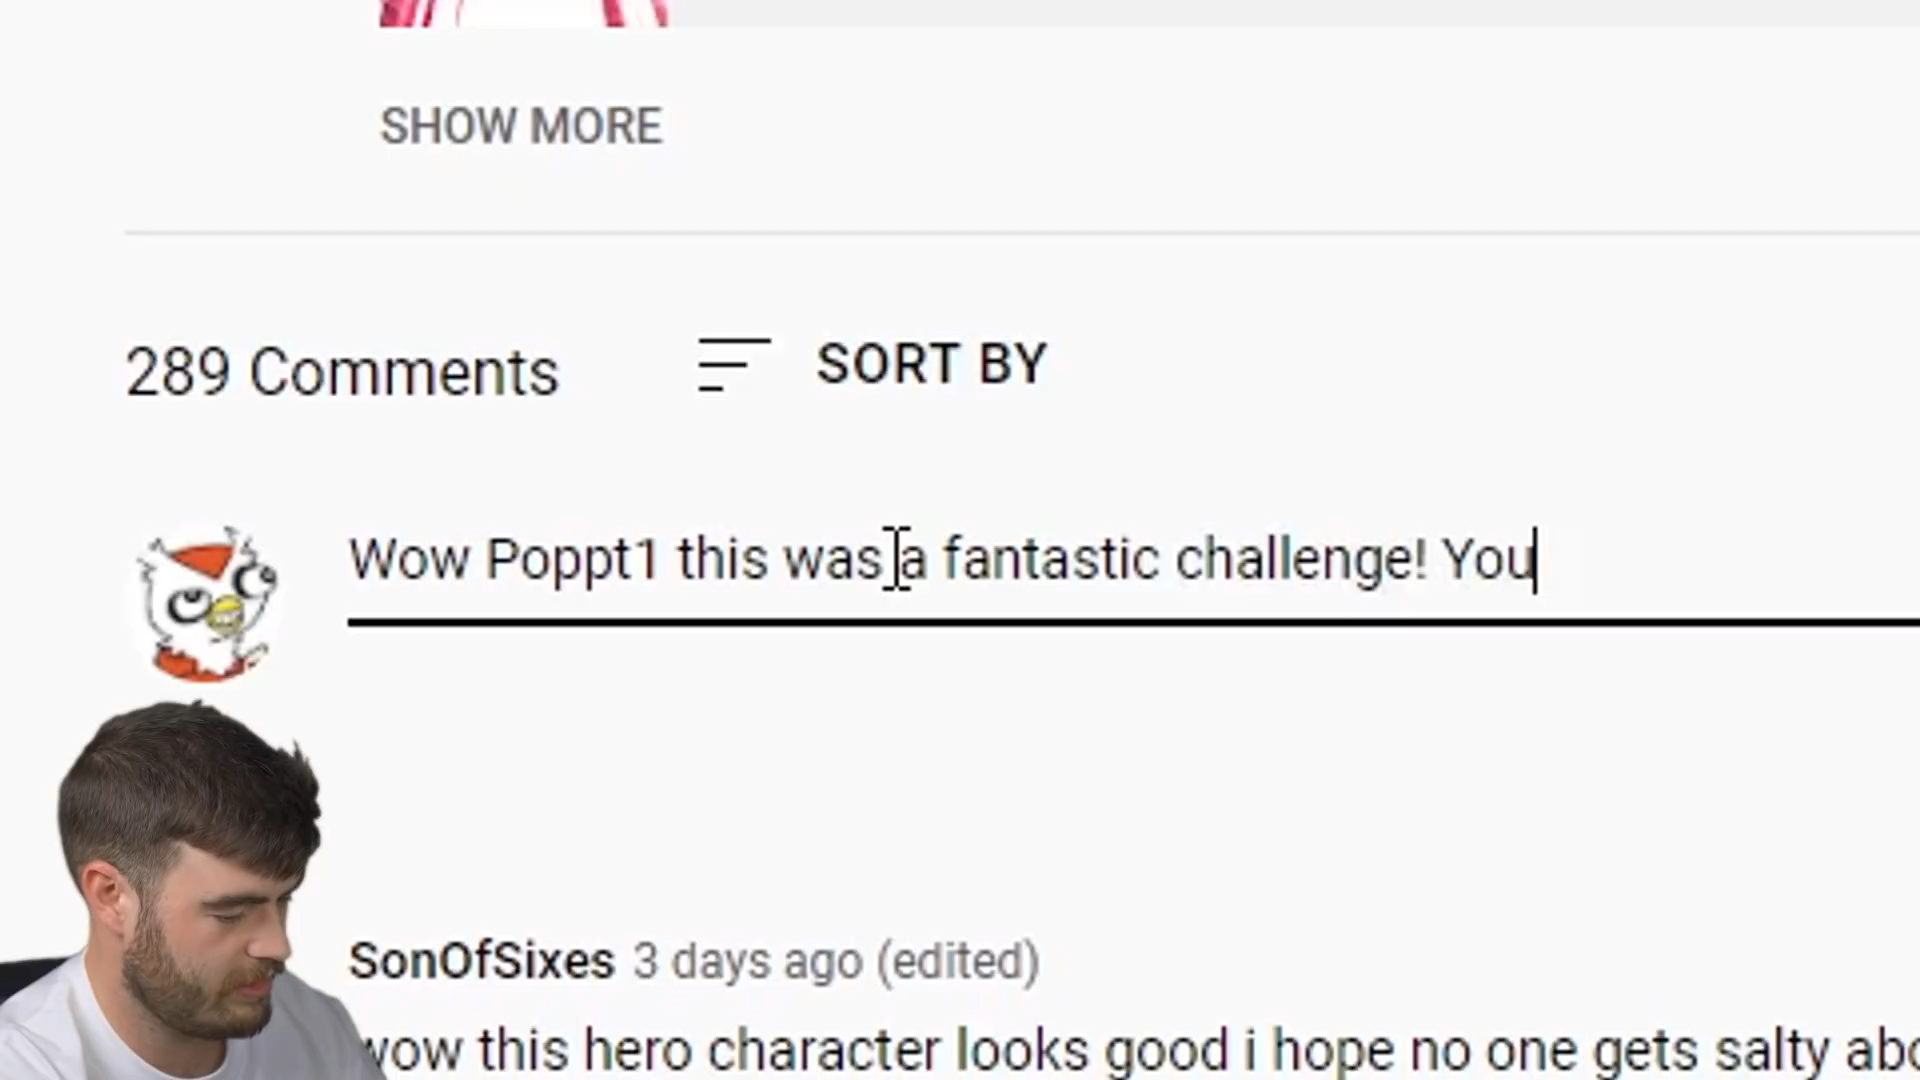 SHOW MORE
289 Comments SORT BY
Wow Poppt1 this was a fantastic challenge! You
SonOfSixes 3 days ago (edited)
wow this hero character looks good i hope no one gets salty